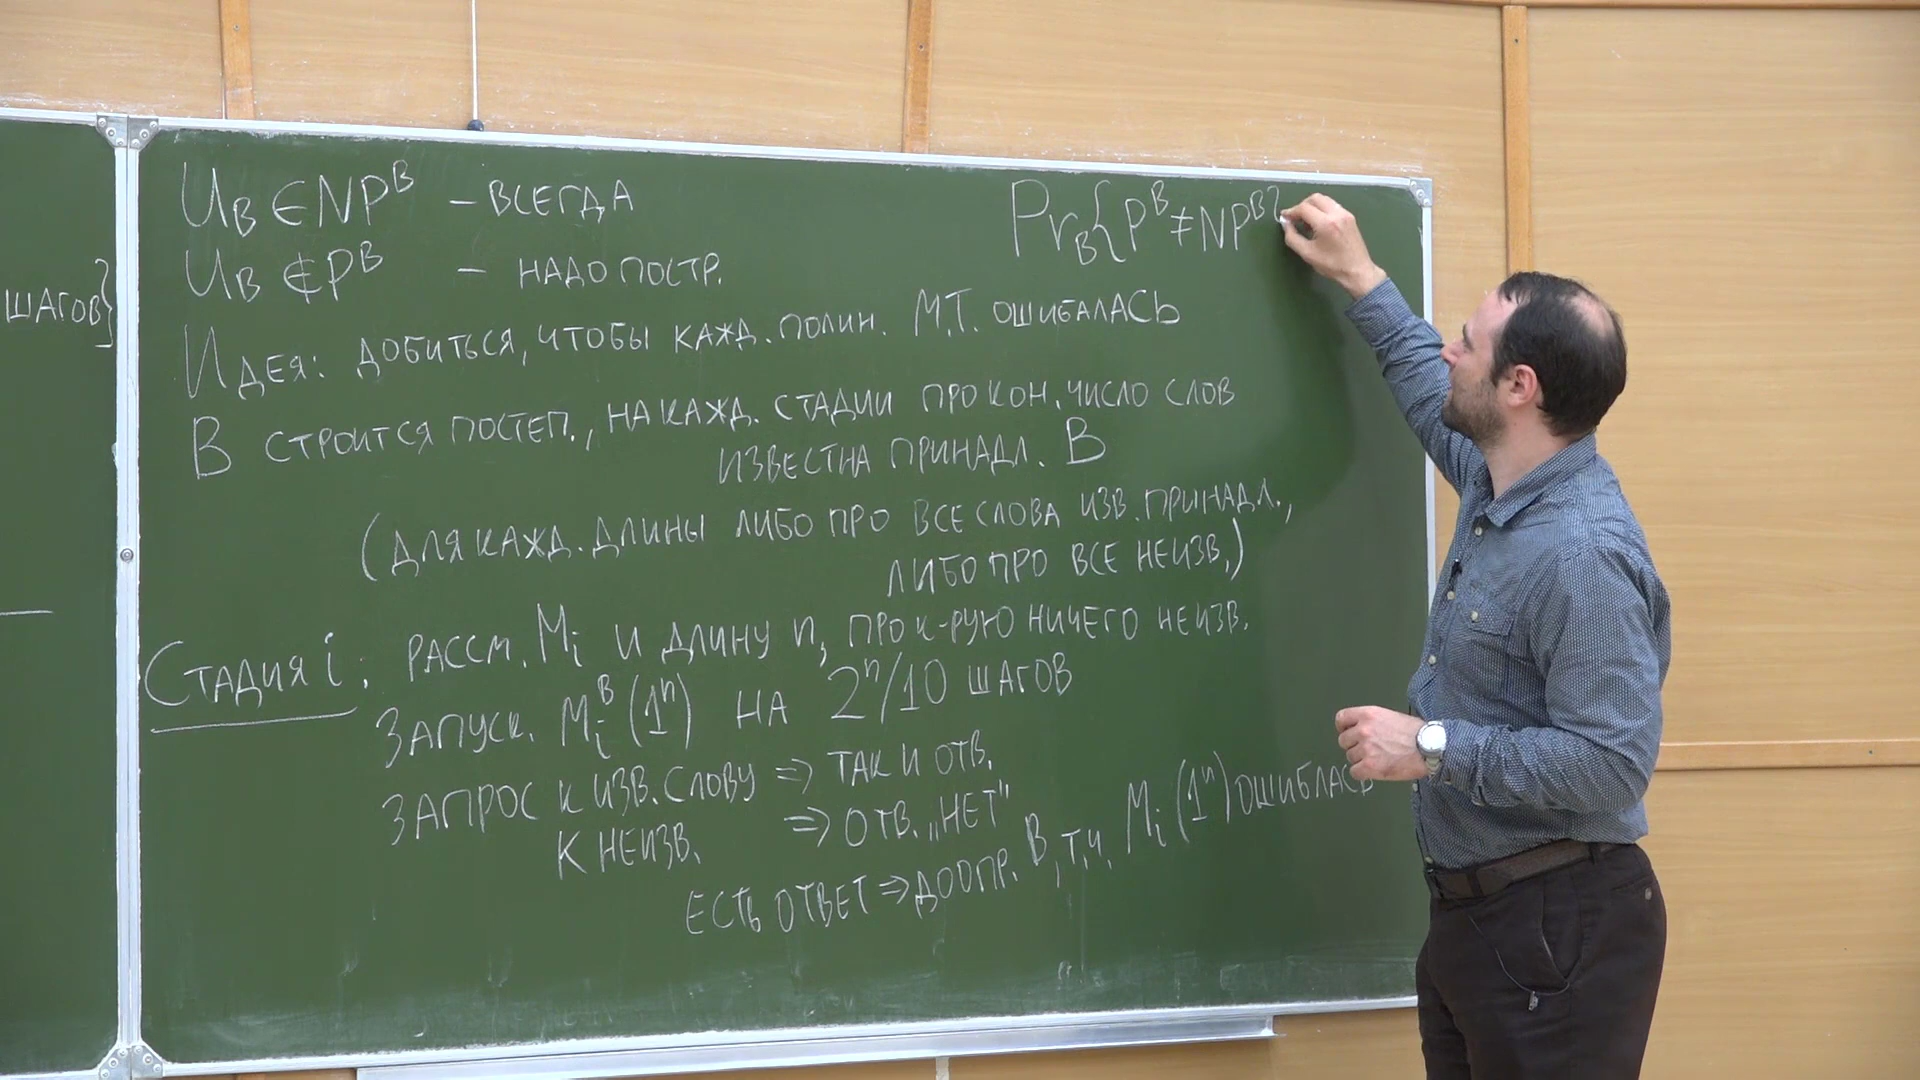 ШАГОВ}
U_B ∈ NP^B – ВСЕГДА
Pr_B{P^B ≠ NP^B}
U_B ∉ P^B – НАДО ПОСТР.
ИДЕЯ: ДОБИТЬСЯ, ЧТОБЫ КАЖД. ПОЛИН. М.Т. ОШИБАЛАСЬ
B СТРОИТСЯ ПОСТЕП., НА КАЖД. СТАДИИ ПРО КОН. ЧИСЛО СЛОВ
ИЗВЕСТНА ПРИНАДЛ. B
(ДЛЯ КАЖД. ДЛИНЫ ЛИБО ПРО ВСЕ СЛОВА ИЗВ. ПРИНАДЛ.,
ЛИБО ПРО ВСЕ НЕИЗВ.)
СТАДИЯ i: РАССМ. M_i И ДЛИНУ n, ПРО К-РУЮ НИЧЕГО НЕИЗВ.
ЗАПУСК. M_i^B(1^n) НА 2^n/10 ШАГОВ
ЗАПРОС К ИЗВ. СЛОВУ ⇒ ТАК И ОТВ.
К НЕИЗВ. ⇒ ОТВ. „НЕТ"
ЕСТЬ ОТВЕТ ⇒ ДООПР. B, Т.Ч. M_i(1^n) ОШИБЛАСЬ